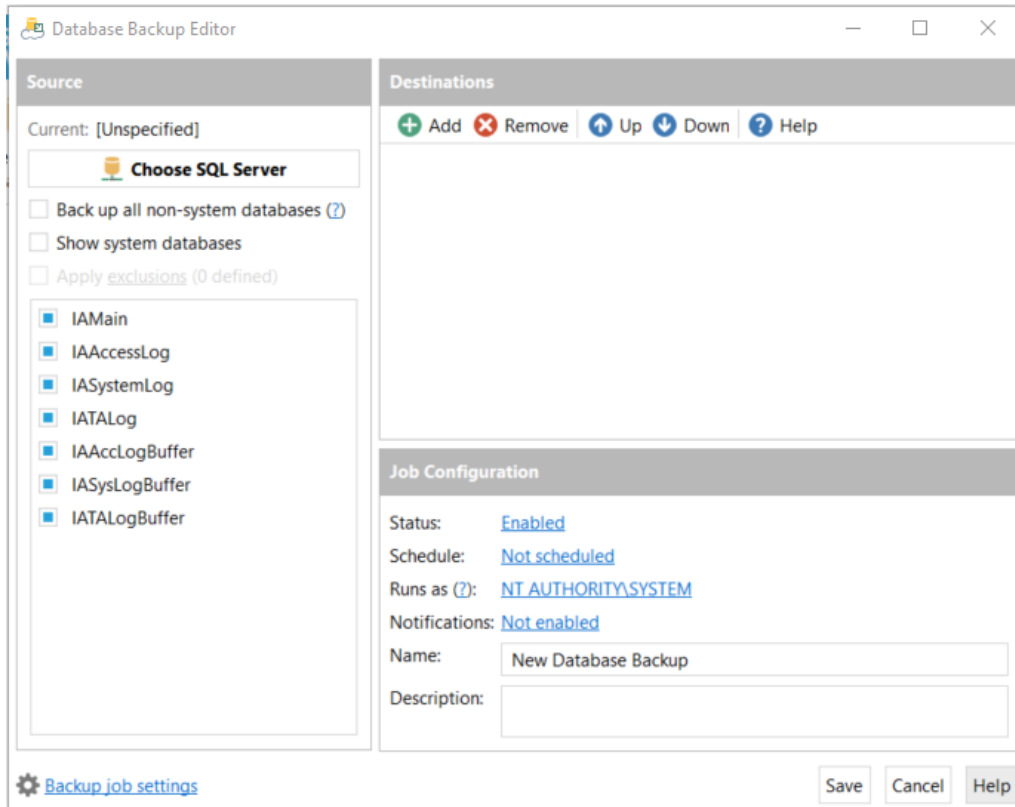 Database Backup Editor
Source
Current: [Unspecified]
Choose SQL Server
Back up all non-system databases (?)
Show system databases
Apply exclusions (0 defined)
IAMain
IAAccessLog
IASystemLog
IATALog
IAAccLogBuffer
IASysLogBuffer
IATALogBuffer
Destinations
Add Remove Up Down ? Help
Job Configuration
Status: Enabled
Schedule: Not scheduled
Runs as (?): NT AUTHORITY\SYSTEM
Notifications: Not enabled
Name: New Database Backup
Description:
Backup job settings
Save Cancel Help